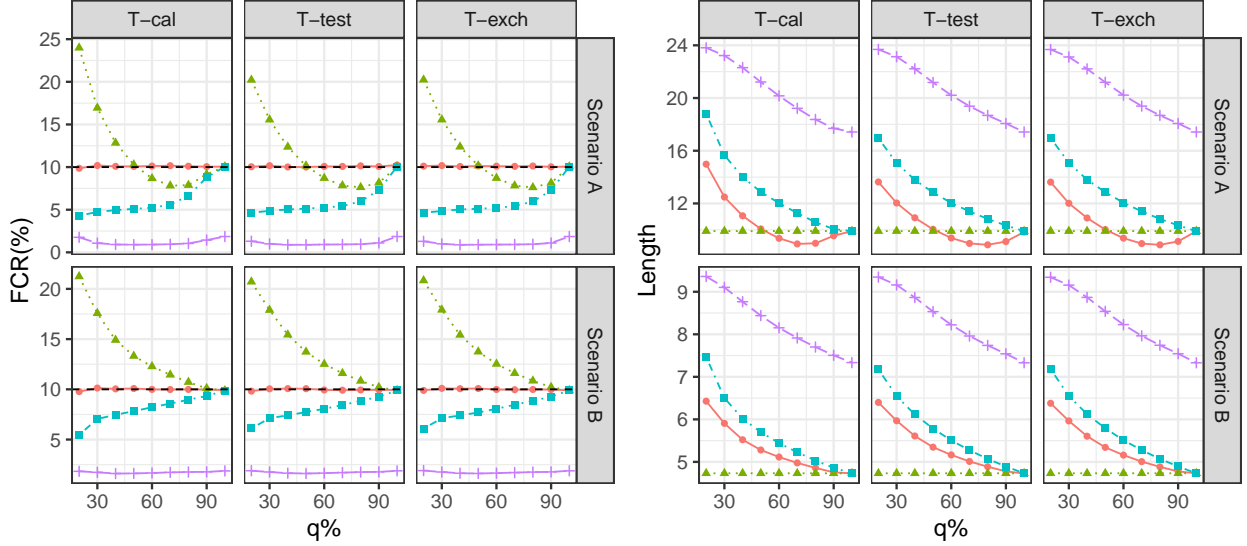 T−cal T−test T−exch
25
20
15
10
5
0
Scenario A
20
15
10
5
Scenario B
FCR(%)
30 60 90 30 60 90 30 60 90
q%
T−cal T−test T−exch
24
20
16
12
Scenario A
9
8
7
6
5
Scenario B
Length
30 60 90 30 60 90 30 60 90
q%